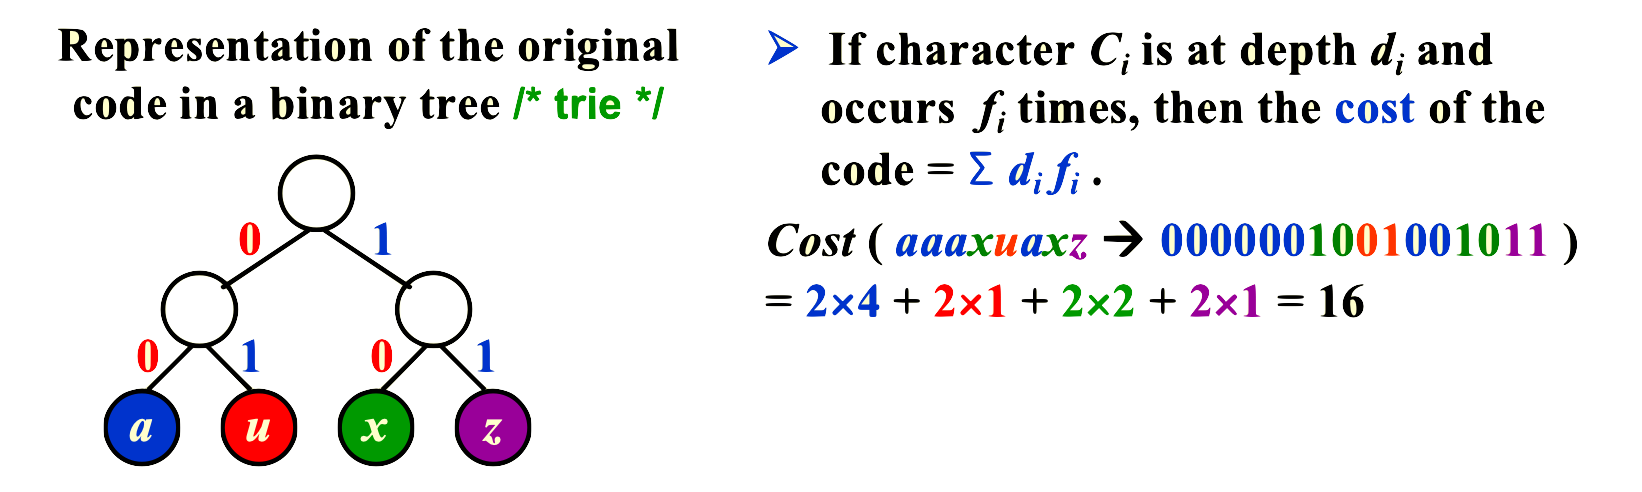 Representation of the original
code in a binary tree /* trie */
0 1
0 1 0 1
a u x z
➢ If character Cᵢ is at depth dᵢ and
occurs fᵢ times, then the cost of the
code = Σ dᵢ fᵢ .
Cost ( aaaxuaxz → 0000001001001011 )
= 2×4 + 2×1 + 2×2 + 2×1 = 16